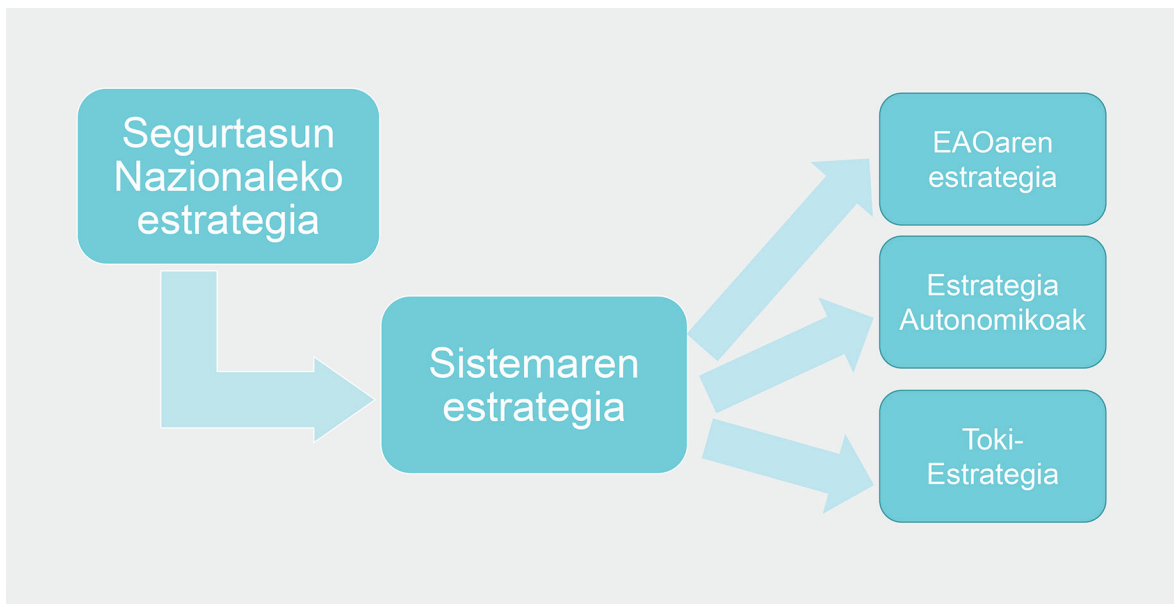 Segurtasun
Nazionaleko
estrategia
Sistemaren
estrategia
EAOaren
estrategia
Estrategia
Autonomikoak
Toki-
Estrategia